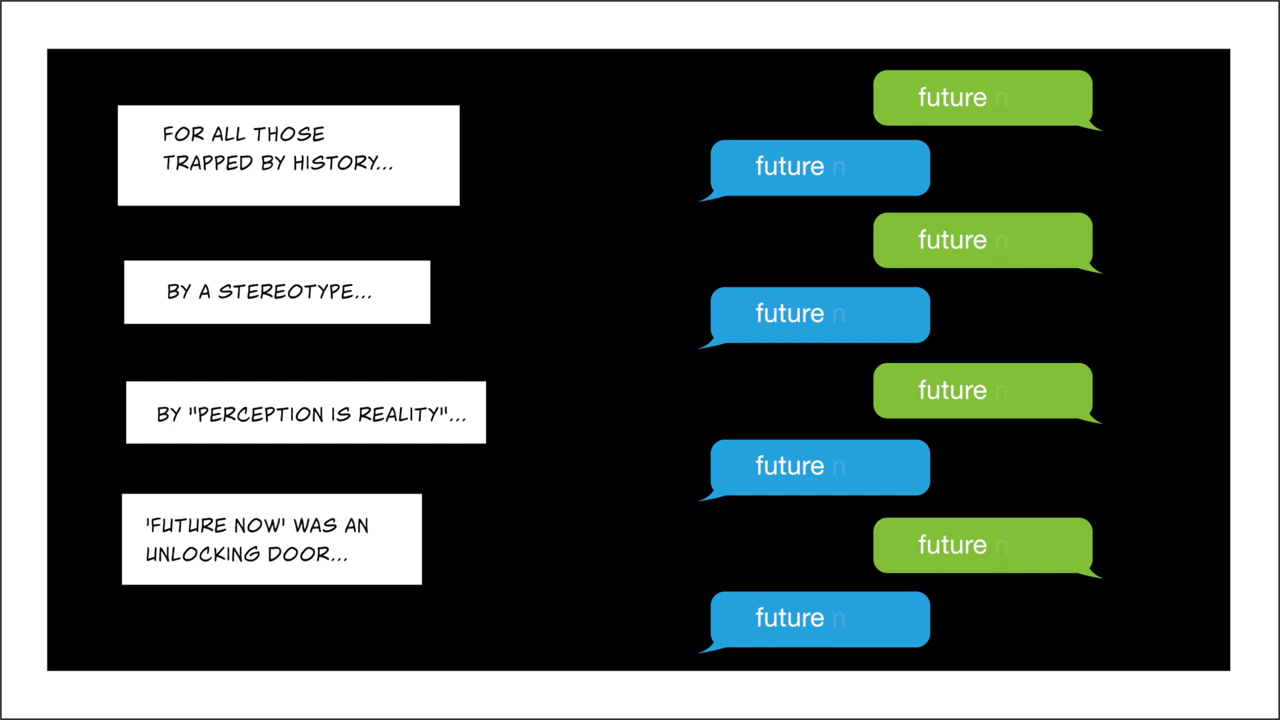 FOR ALL THOSE
TRAPPED BY HISTORY...
BY A STEREOTYPE...
BY "PERCEPTION IS REALITY"...
'FUTURE NOW' WAS AN
UNLOCKING DOOR...
future n
future n
future n
future n
future n
future n
future n
future n